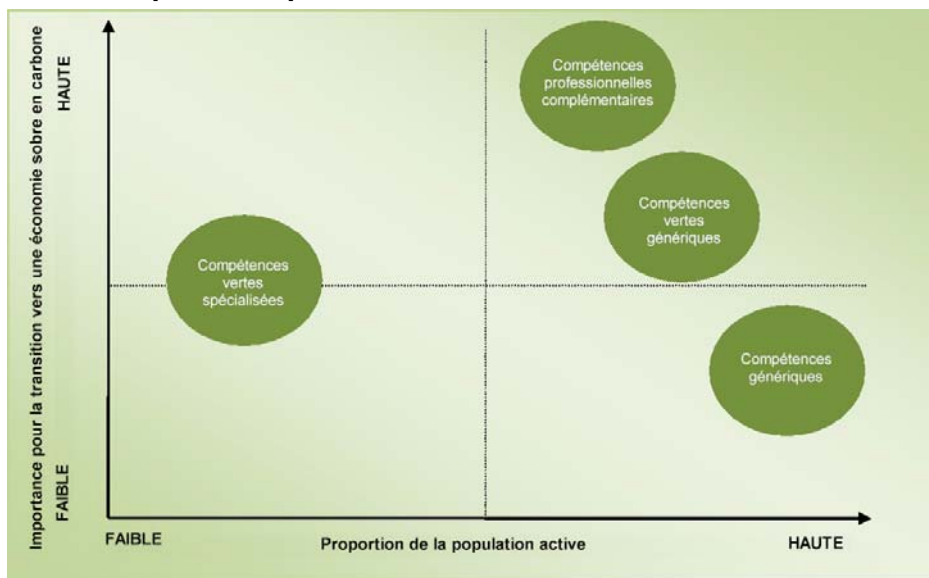 HAUTE
Importance pour la transition vers une économie sobre en carbone
FAIBLE
Compétences
professionnelles
complémentaires
Compétences
vertes
génériques
Compétences
vertes
spécialisées
Compétences
génériques
FAIBLE
Proportion de la population active
HAUTE